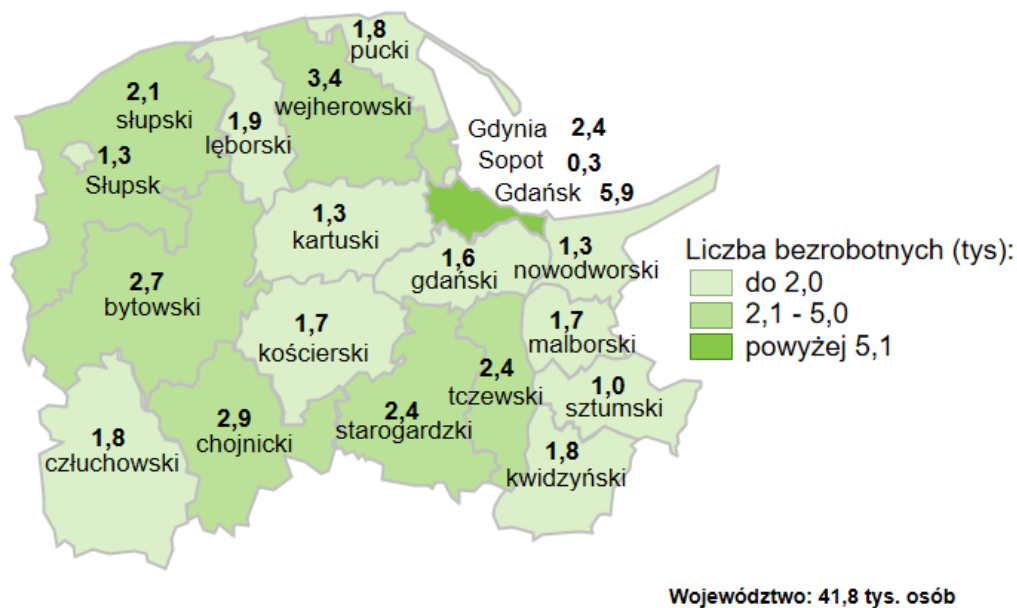 1,8
pucki
3,4
wejherowski
2,1
słupski
1,9
lęborski
Gdynia 2,4
Sopot 0,3
Gdańsk 5,9
1,3
Słupsk
1,3
kartuski
1,6
gdański
1,3
nowodworski
2,7
bytowski
1,7
kościerski
1,7
malborski
2,4
tczewski
1,0
sztumski
2,4
starogardzki
2,9
chojnicki
1,8
człuchowski
1,8
kwidzyński
Liczba bezrobotnych (tys):
do 2,0
2,1 - 5,0
powyżej 5,1
Województwo: 41,8 tys. osób